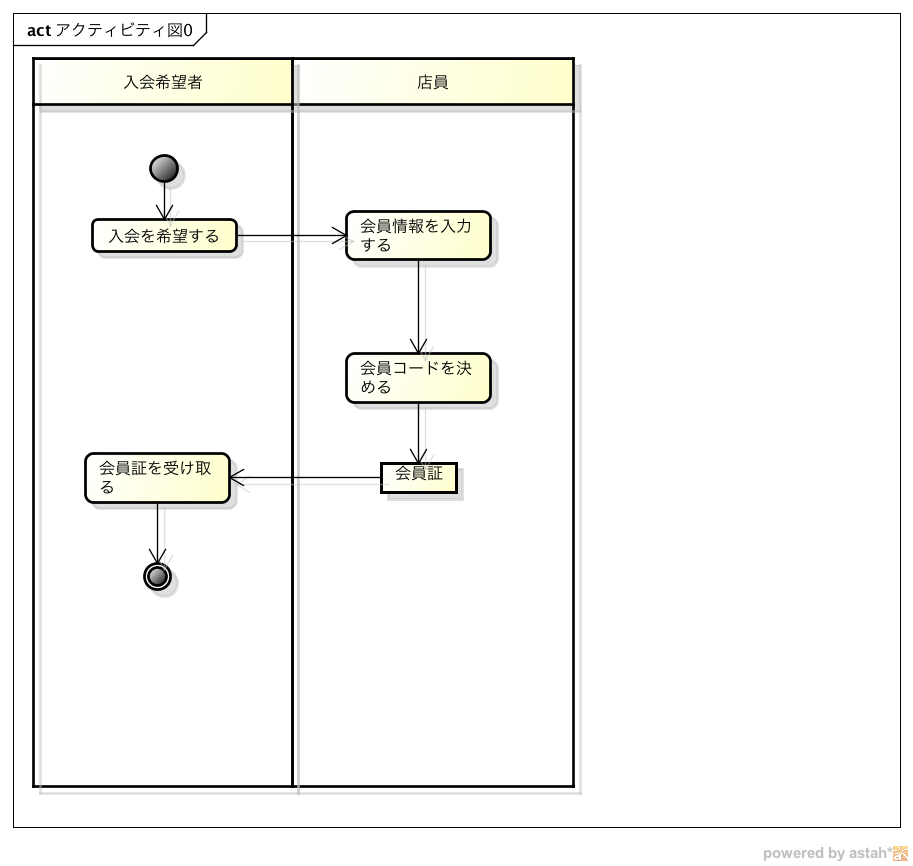 act アクティビティ図0
入会希望者
店員
入会を希望する
会員情報を入力
する
会員コードを決
める
会員証を受け取
る
会員証
powered by astah*